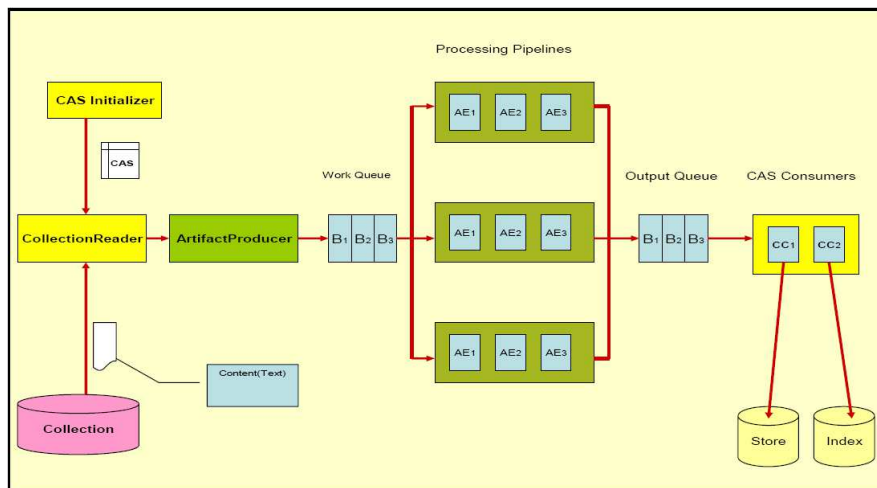 Processing Pipelines
CAS Initializer
AE1 AE2 AE3
CAS
Work Queue
Output Queue
CAS Consumers
CollectionReader
ArtifactProducer
B1 B2 B3
AE1 AE2 AE3
B1 B2 B3
CC1 CC2
AE1 AE2 AE3
Content(Text)
Collection
Store
Index